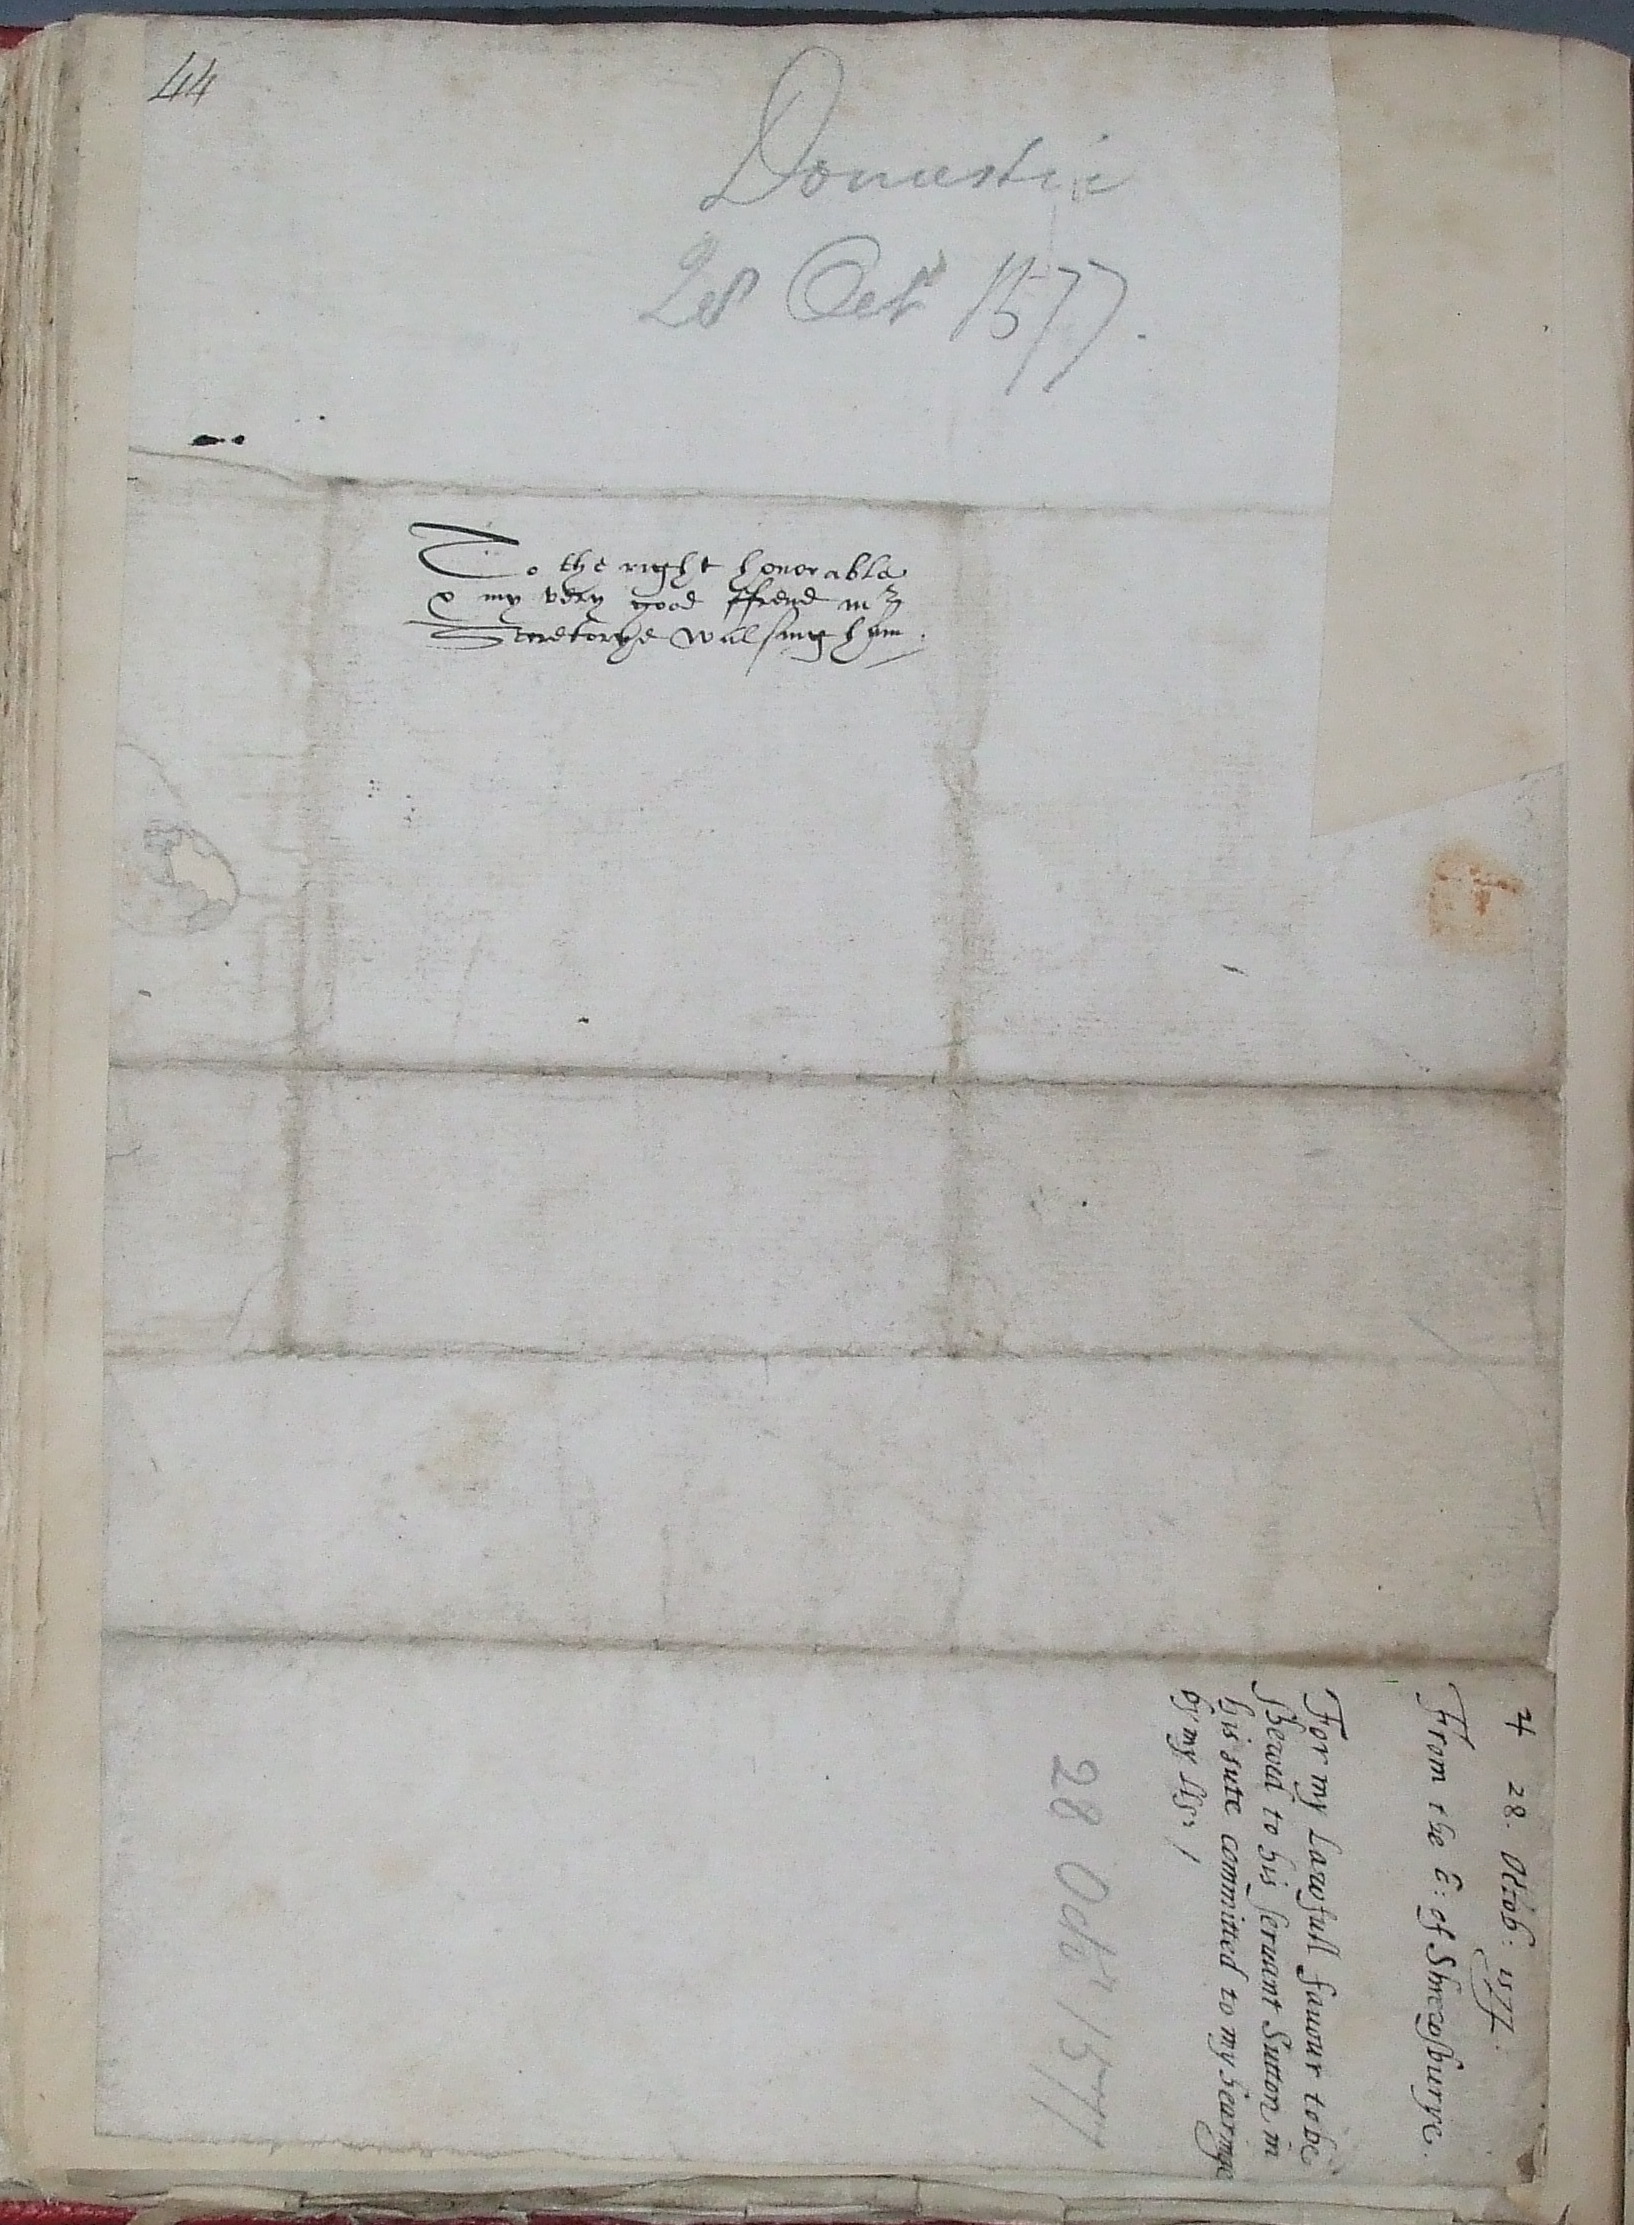 44
Domestic
28 Octr 1577.
To the right honorable
& my very good ffrend mr
Secretorye Walsingham.
4 28. Octob: 1577.
From the E: of Shrewsburye.
For my Lawfull fauour to be
shewed to his seruant Sutton in
his sute committed to my hearinge
by my LLs: /
28 Octr 1577